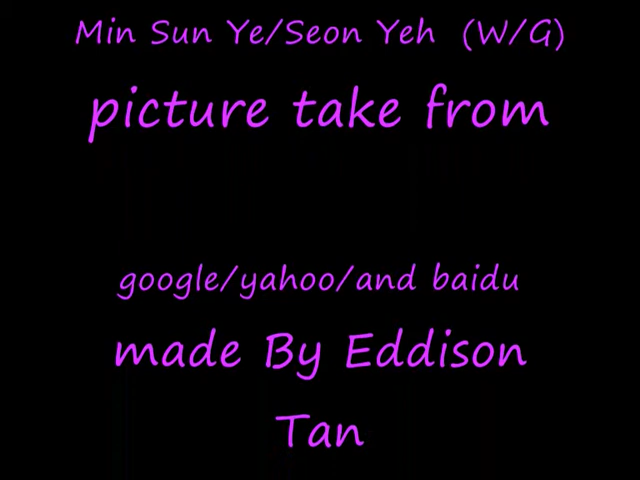 Min Sun Ye/Seon Yeh (W/G)
picture take from
google/yahoo/and baidu
made By Eddison
Tan